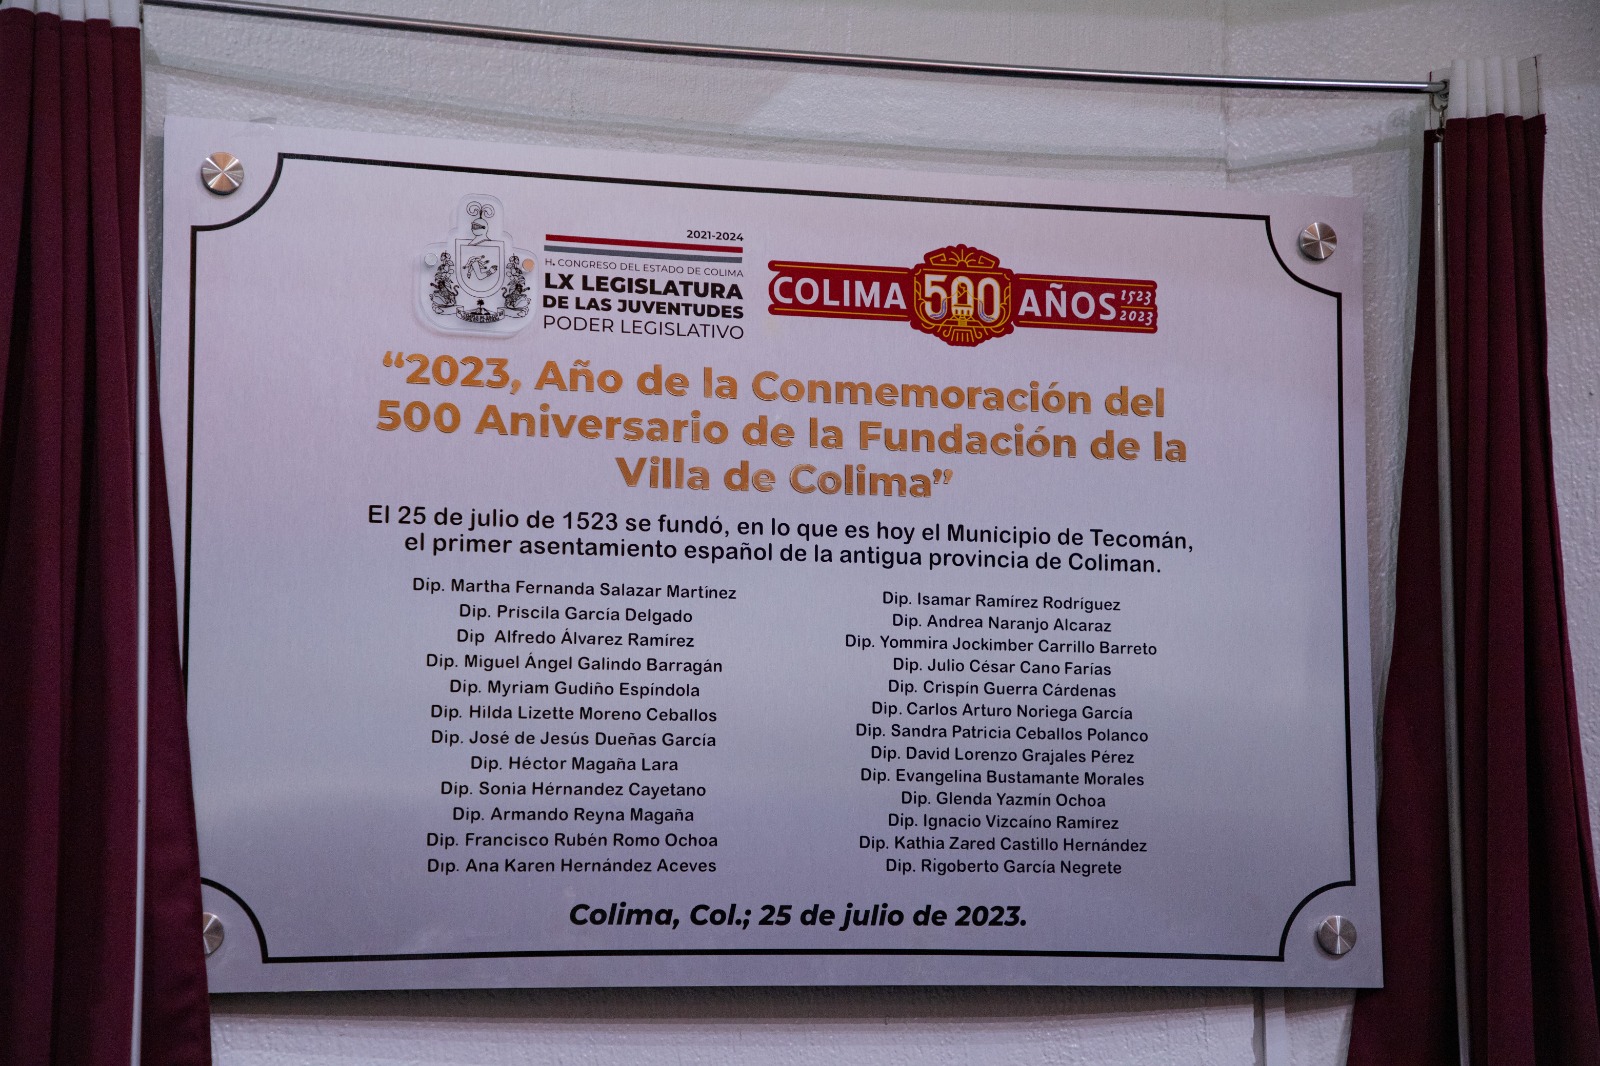 2021-2024
H. CONGRESO DEL ESTADO DE COLIMA
LX LEGISLATURA
DE LAS JUVENTUDES
PODER LEGISLATIVO
COLIMA 500 AÑOS 1523 2023
“2023, Año de la Conmemoración del
500 Aniversario de la Fundación de la
Villa de Colima”
El 25 de julio de 1523 se fundó, en lo que es hoy el Municipio de Tecomán,
el primer asentamiento español de la antigua provincia de Coliman.
Dip. Martha Fernanda Salazar Martínez
Dip. Priscila García Delgado
Dip Alfredo Álvarez Ramírez
Dip. Miguel Ángel Galindo Barragán
Dip. Myriam Gudiño Espíndola
Dip. Hilda Lizette Moreno Ceballos
Dip. José de Jesús Dueñas García
Dip. Héctor Magaña Lara
Dip. Sonia Hérnandez Cayetano
Dip. Armando Reyna Magaña
Dip. Francisco Rubén Romo Ochoa
Dip. Ana Karen Hernández Aceves
Dip. Isamar Ramírez Rodríguez
Dip. Andrea Naranjo Alcaraz
Dip. Yommira Jockimber Carrillo Barreto
Dip. Julio César Cano Farías
Dip. Crispín Guerra Cárdenas
Dip. Carlos Arturo Noriega García
Dip. Sandra Patricia Ceballos Polanco
Dip. David Lorenzo Grajales Pérez
Dip. Evangelina Bustamante Morales
Dip. Glenda Yazmín Ochoa
Dip. Ignacio Vizcaíno Ramírez
Dip. Kathia Zared Castillo Hernández
Dip. Rigoberto García Negrete
Colima, Col.; 25 de julio de 2023.